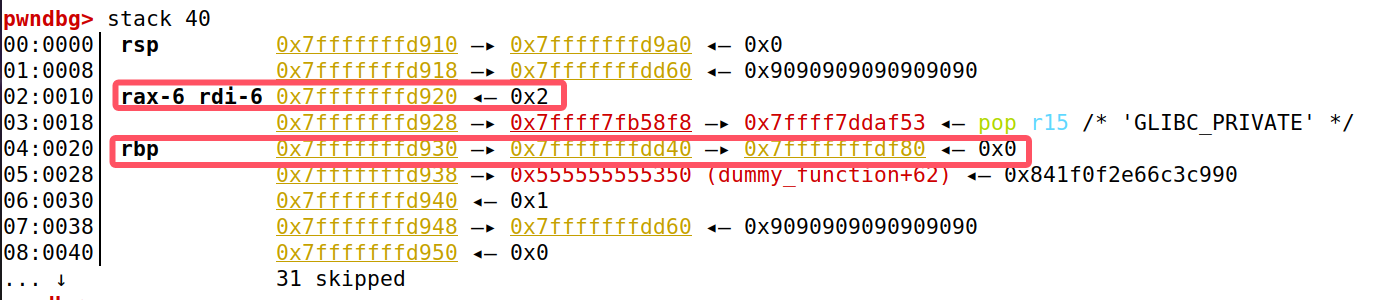 pwndbg> stack 40
00:0000│ rsp 0x7fffffffd910 —▸ 0x7fffffffd9a0 ◂— 0x0
01:0008│ 0x7fffffffd918 —▸ 0x7fffffffdd60 ◂— 0x9090909090909090
02:0010│ rax-6 rdi-6 0x7fffffffd920 ◂— 0x2
03:0018│ 0x7fffffffd928 —▸ 0x7ffff7fb58f8 —▸ 0x7ffff7ddaf53 ◂— pop r15 /* 'GLIBC_PRIVATE' */
04:0020│ rbp 0x7fffffffd930 —▸ 0x7fffffffdd40 —▸ 0x7fffffffdf80 ◂— 0x0
05:0028│ 0x7fffffffd938 —▸ 0x555555555350 (dummy_function+62) ◂— 0x841f0f2e66c3c990
06:0030│ 0x7fffffffd940 ◂— 0x1
07:0038│ 0x7fffffffd948 —▸ 0x7fffffffdd60 ◂— 0x9090909090909090
08:0040│ 0x7fffffffd950 ◂— 0x0
... ↓ 31 skipped